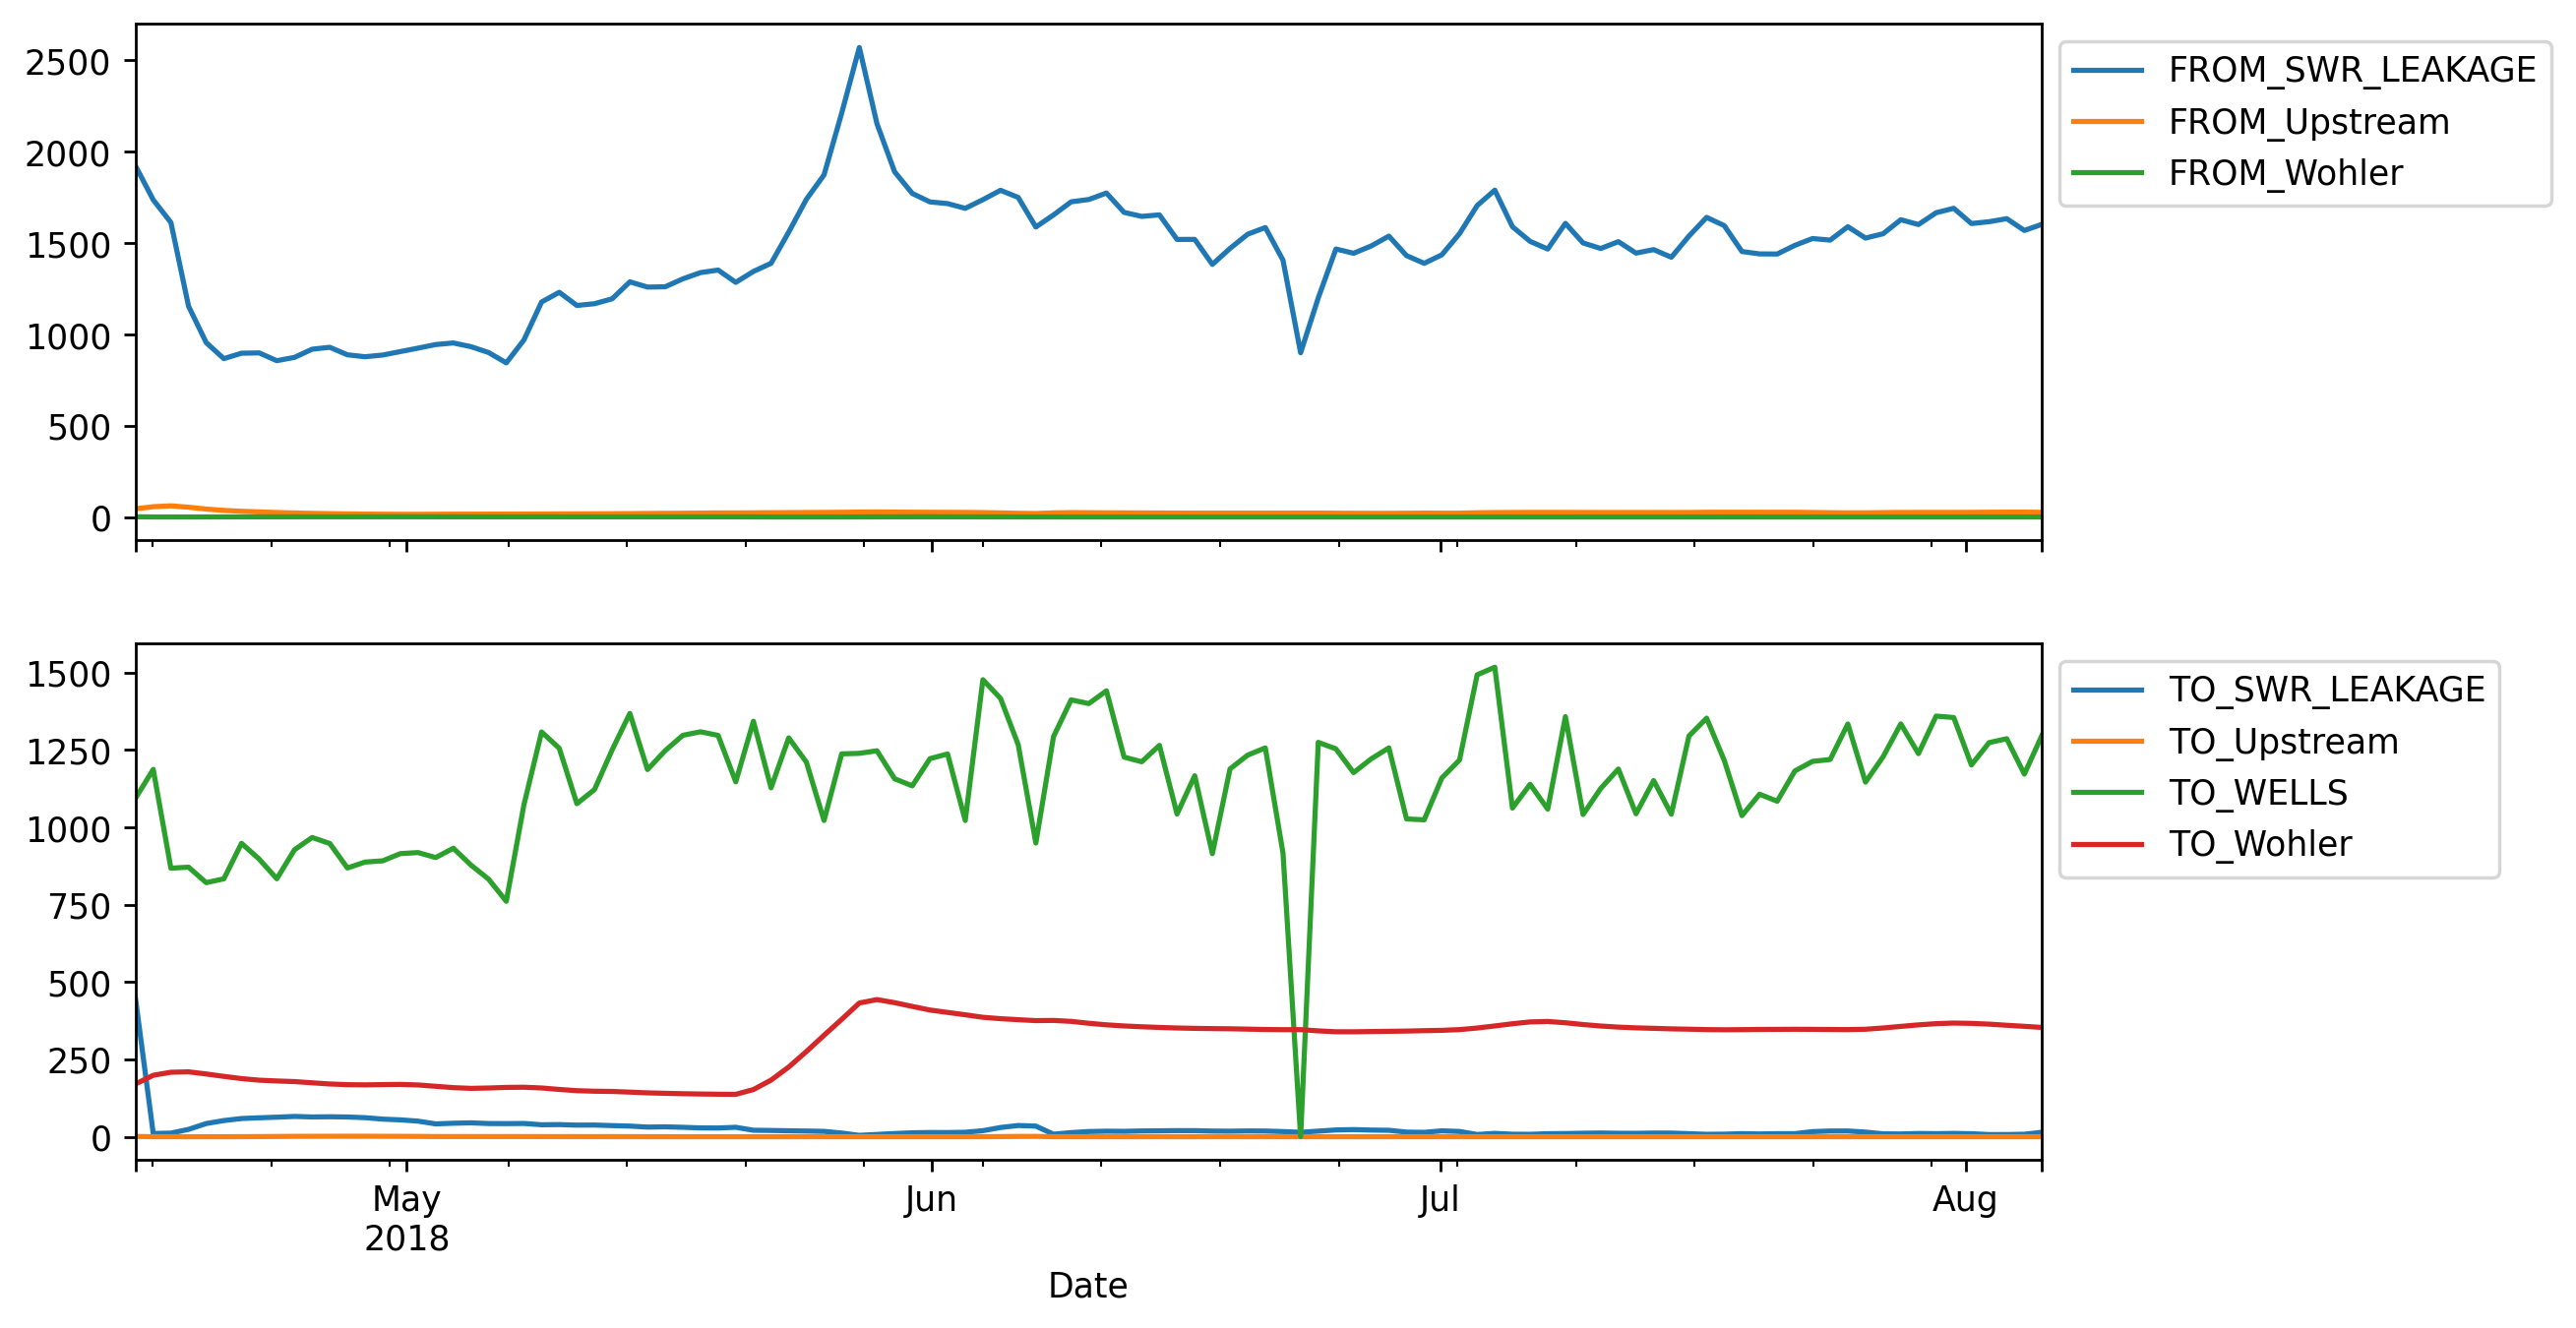 2500
2000
1500
1000
500
0
FROM_SWR_LEAKAGE
FROM_Upstream
FROM_Wohler
1500
1250
1000
750
500
250
0
TO_SWR_LEAKAGE
TO_Upstream
TO_WELLS
TO_Wohler
May Jun Jul Aug
2018
Date